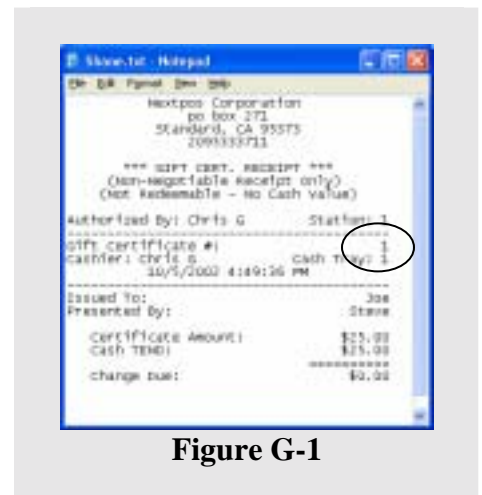 Shane.txt - Notepad
File Edit Format View Help
Nextpos Corporation
po box 271
Standard, CA 95373
2095333711
*** GIFT CERT. RECEIPT ***
(Non-Negotiable Receipt Only)
(Not Redeemable - No Cash Value)
Authorized By: Chris G Station: 1
Gift Certificate #: 1
Cashier: Chris G Cash Tray: 1
10/5/2002 4:49:36 PM
Issued To: Joe
Presented By: Steve
Certificate Amount: $25.00
Cash TEND: $25.00
Change Due: $0.00
Figure G-1